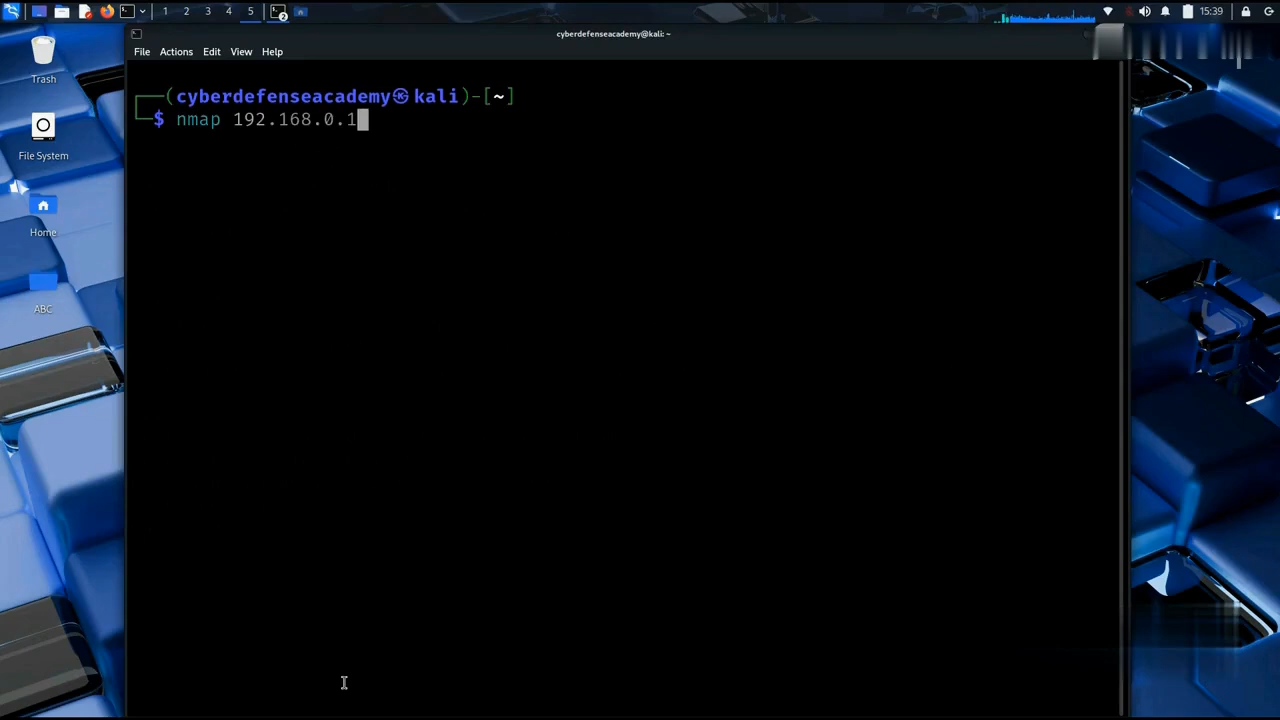 1 2 3 4 5 2 15:39
cyberdefenseacademy@kali: ~
File Actions Edit View Help
Trash
┌──(cyberdefenseacademy㉿kali)-[~]
└─$ nmap 192.168.0.1
File System
Home
ABC